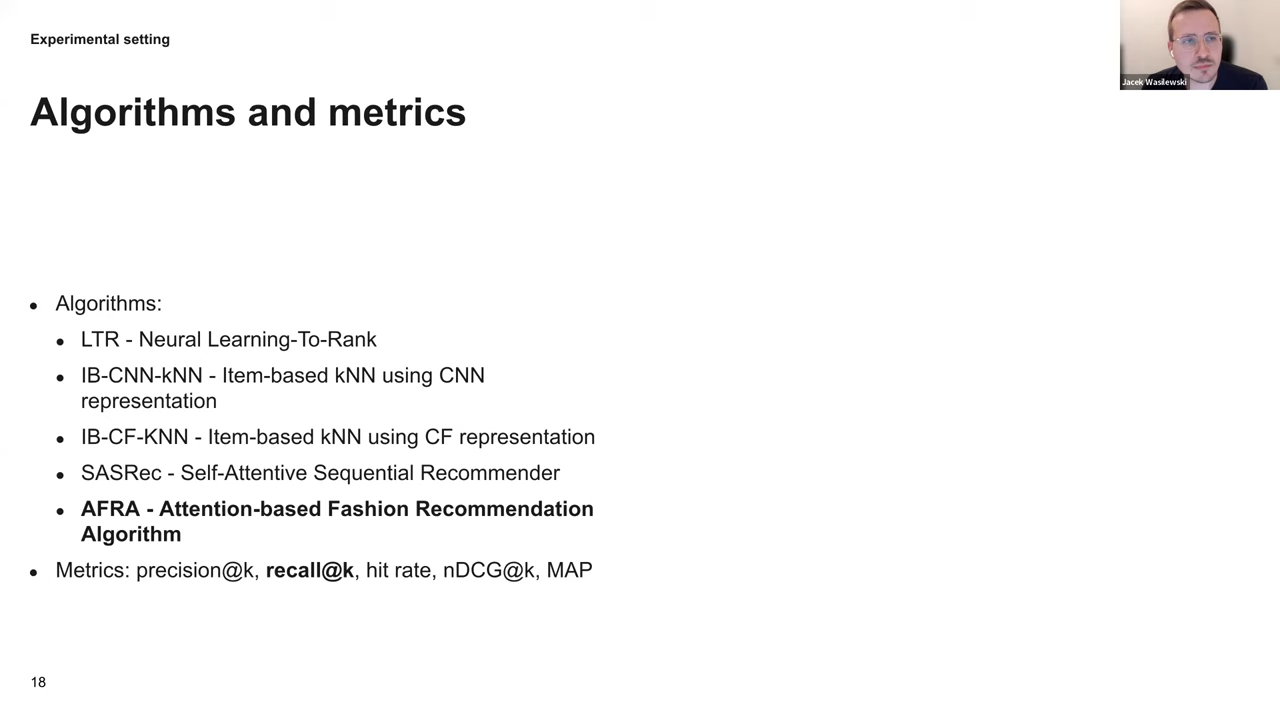 Experimental setting
Jacek Wasilewski
Algorithms and metrics
● Algorithms:
● LTR - Neural Learning-To-Rank
● IB-CNN-kNN - Item-based kNN using CNN
representation
● IB-CF-KNN - Item-based kNN using CF representation
● SASRec - Self-Attentive Sequential Recommender
● AFRA - Attention-based Fashion Recommendation
Algorithm
● Metrics: precision@k, recall@k, hit rate, nDCG@k, MAP
18